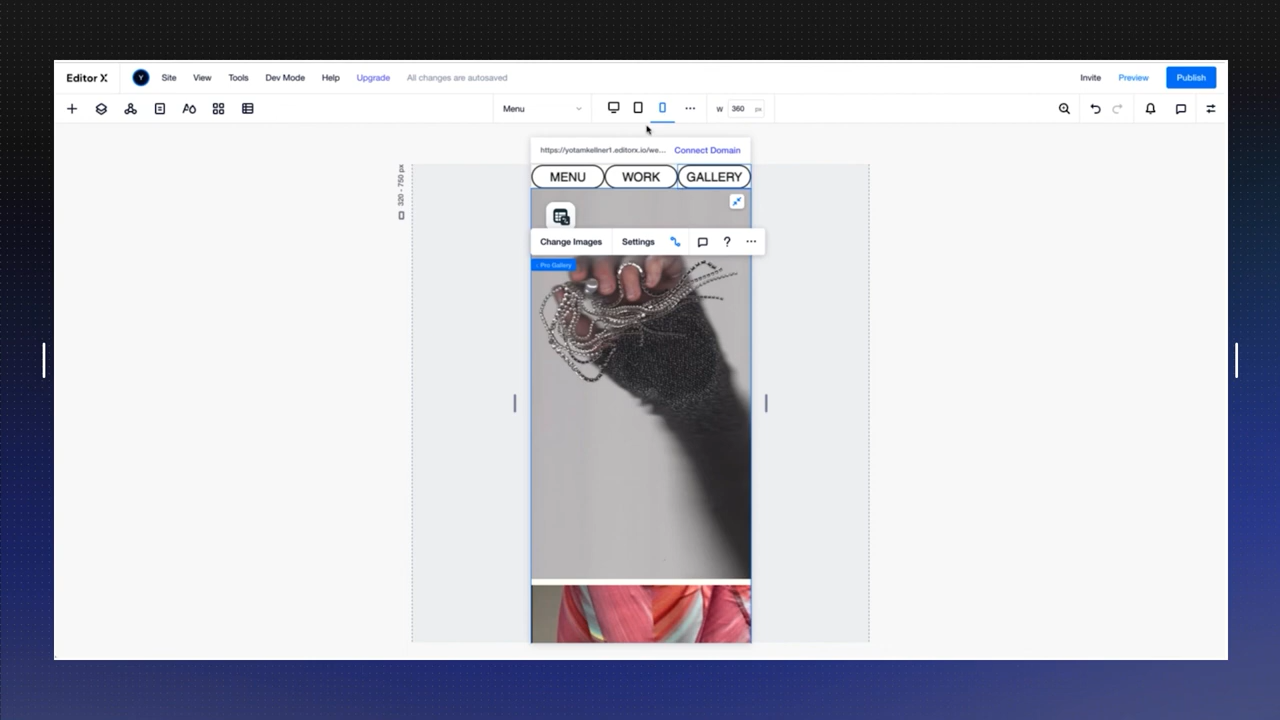 Editor X Y Site View Tools Dev Mode Help Upgrade All changes are autosaved Invite Preview Publish
Menu W 360 px
https://yotamkellner1.editorx.io/we... Connect Domain
320 - 750 px
MENU WORK GALLERY
Change Images Settings ?
‹ Pro Gallery